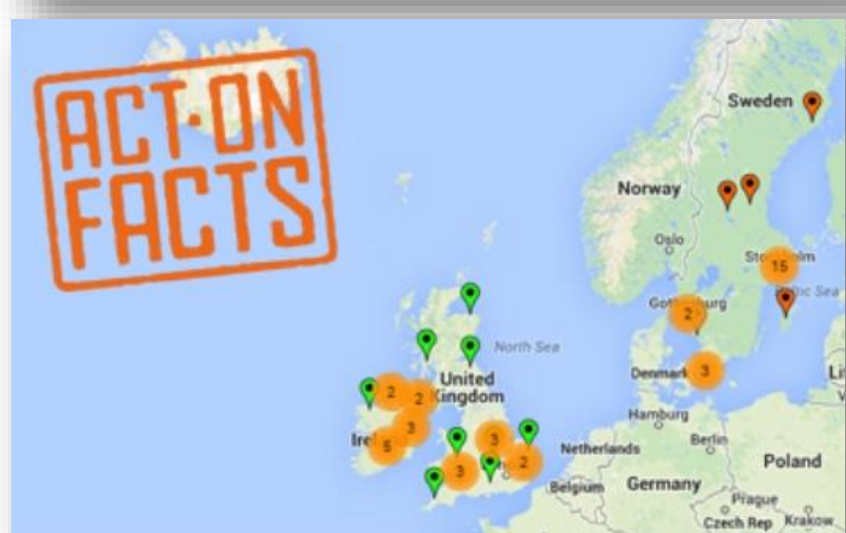 ACT·ON
FACTS
Sweden
Norway
Oslo
15
2
Baltic Sea
North Sea
United
Kingdom
2
2
3
5
3
3
2
Denmark
3
Hamburg
Berlin
Netherlands
Poland
Belgium
Germany
Prague
Czech Rep
Krakow